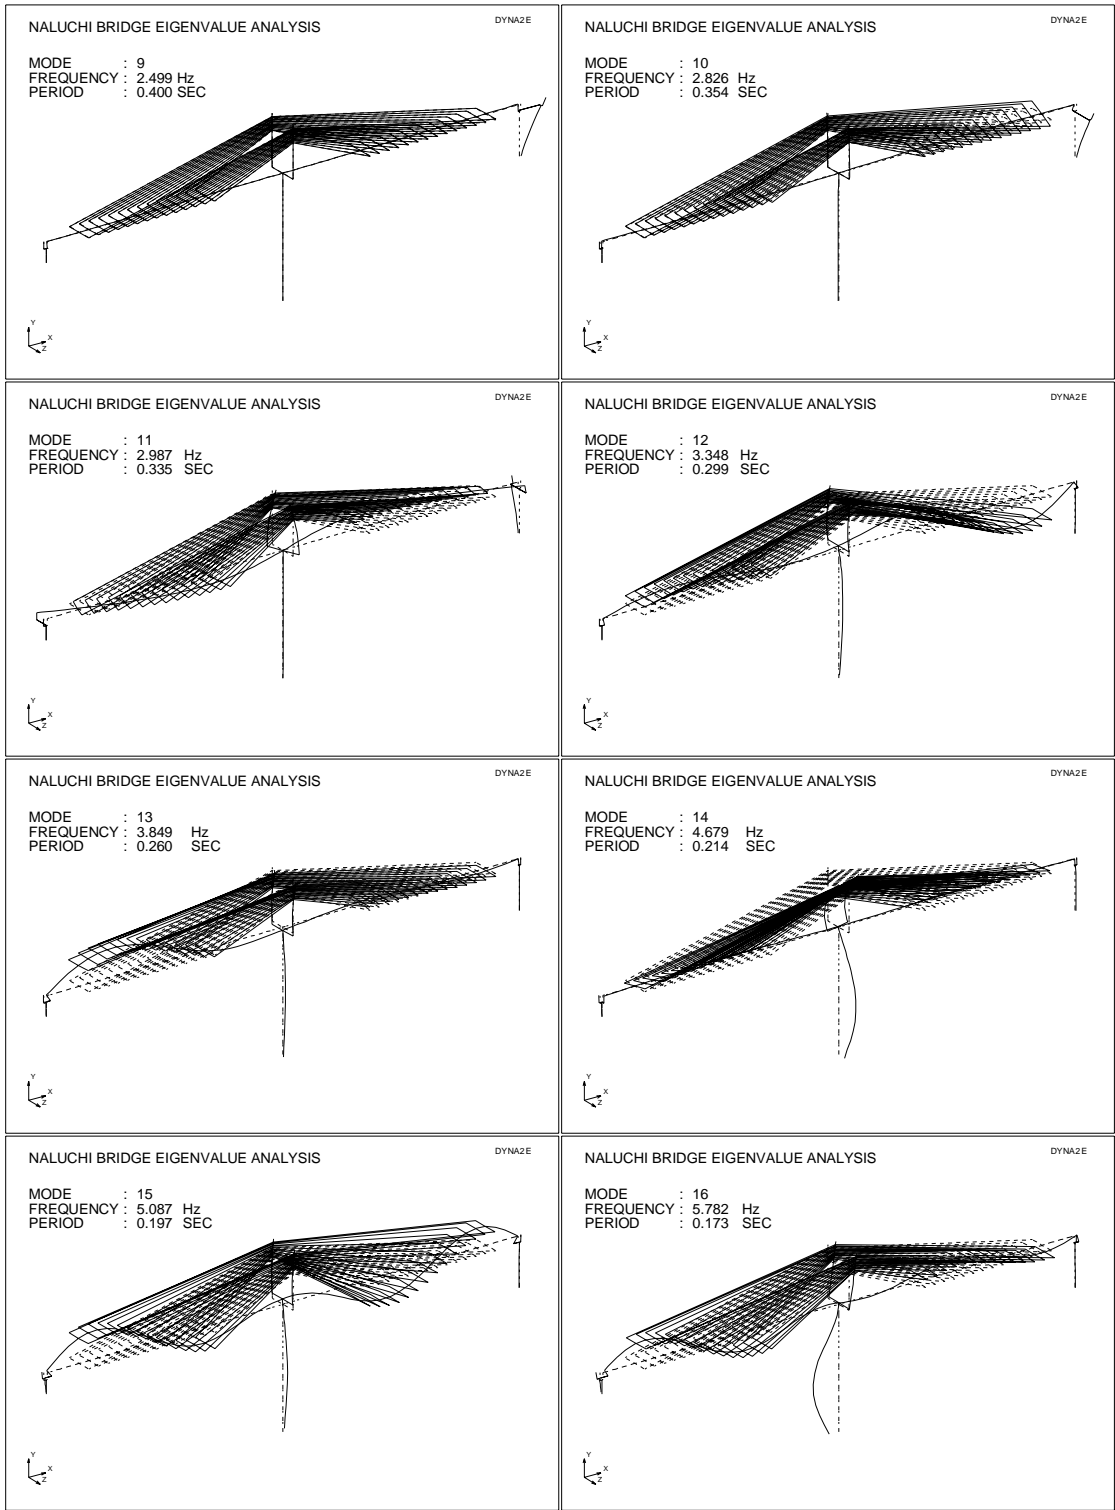 NALUCHI BRIDGE EIGENVALUE ANALYSIS
DYNA2E
MODE : 9
FREQUENCY : 2.499 Hz
PERIOD : 0.400 SEC
Y
X
Z
NALUCHI BRIDGE EIGENVALUE ANALYSIS
DYNA2E
MODE : 10
FREQUENCY : 2.826 Hz
PERIOD : 0.354 SEC
Y
X
Z
NALUCHI BRIDGE EIGENVALUE ANALYSIS
DYNA2E
MODE : 11
FREQUENCY : 2.987 Hz
PERIOD : 0.335 SEC
Y
X
Z
NALUCHI BRIDGE EIGENVALUE ANALYSIS
DYNA2E
MODE : 12
FREQUENCY : 3.348 Hz
PERIOD : 0.299 SEC
Y
X
Z
NALUCHI BRIDGE EIGENVALUE ANALYSIS
DYNA2E
MODE : 13
FREQUENCY : 3.849 Hz
PERIOD : 0.260 SEC
Y
X
Z
NALUCHI BRIDGE EIGENVALUE ANALYSIS
DYNA2E
MODE : 14
FREQUENCY : 4.679 Hz
PERIOD : 0.214 SEC
Y
X
Z
NALUCHI BRIDGE EIGENVALUE ANALYSIS
DYNA2E
MODE : 15
FREQUENCY : 5.087 Hz
PERIOD : 0.197 SEC
Y
X
Z
NALUCHI BRIDGE EIGENVALUE ANALYSIS
DYNA2E
MODE : 16
FREQUENCY : 5.782 Hz
PERIOD : 0.173 SEC
Y
X
Z